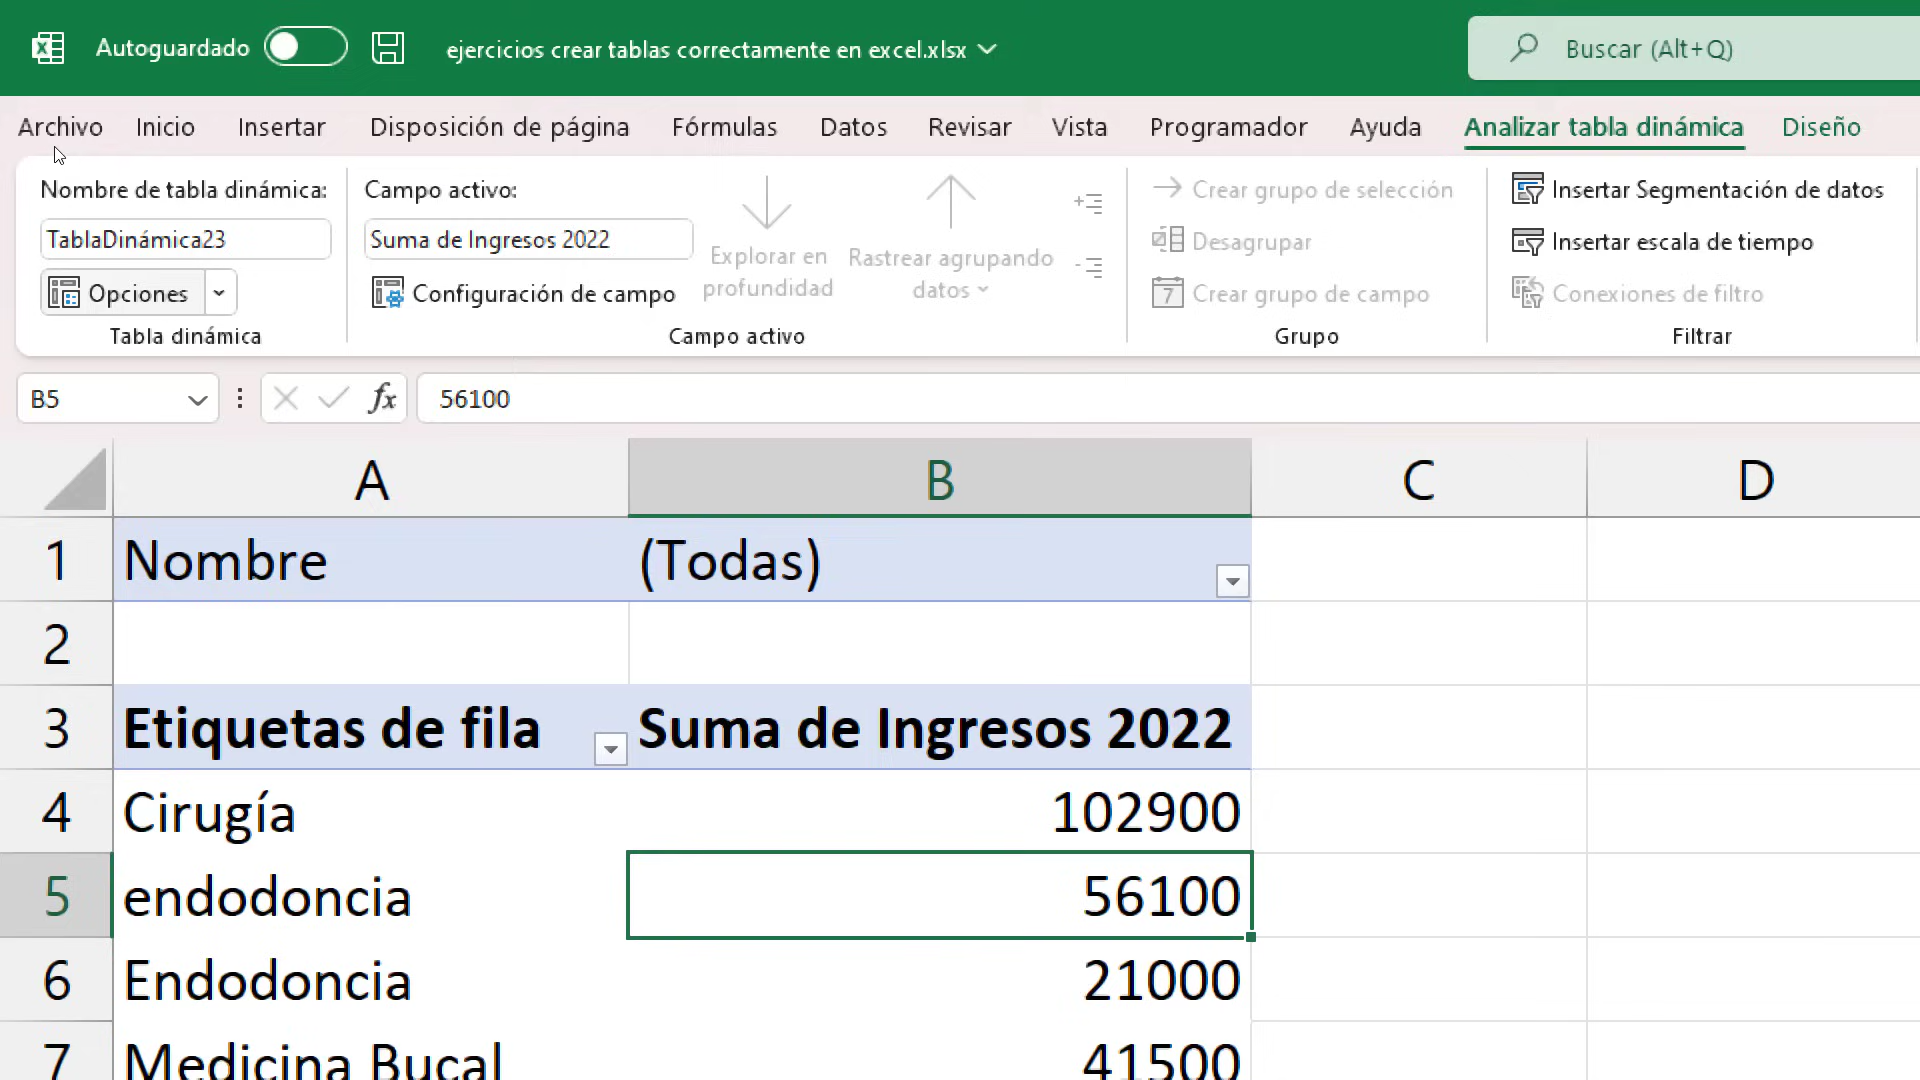 Autoguardado ejercicios crear tablas correctamente en excel.xlsx Buscar (Alt+Q)
Archivo Inicio Insertar Disposición de página Fórmulas Datos Revisar Vista Programador Ayuda Analizar tabla dinámica Diseño
Nombre de tabla dinámica: Campo activo: Crear grupo de selección Insertar Segmentación de datos
TablaDinámica23 Suma de Ingresos 2022 Explorar en profundidad Rastrear agrupando datos Desagrupar Insertar escala de tiempo
Opciones Configuración de campo 7 Crear grupo de campo Conexiones de filtro
Tabla dinámica Campo activo Grupo Filtrar
B5 fx 56100
A B C D
1 Nombre (Todas)
2
3 Etiquetas de fila Suma de Ingresos 2022
4 Cirugía 102900
5 endodoncia 56100
6 Endodoncia 21000
7 Medicina Bucal 41500